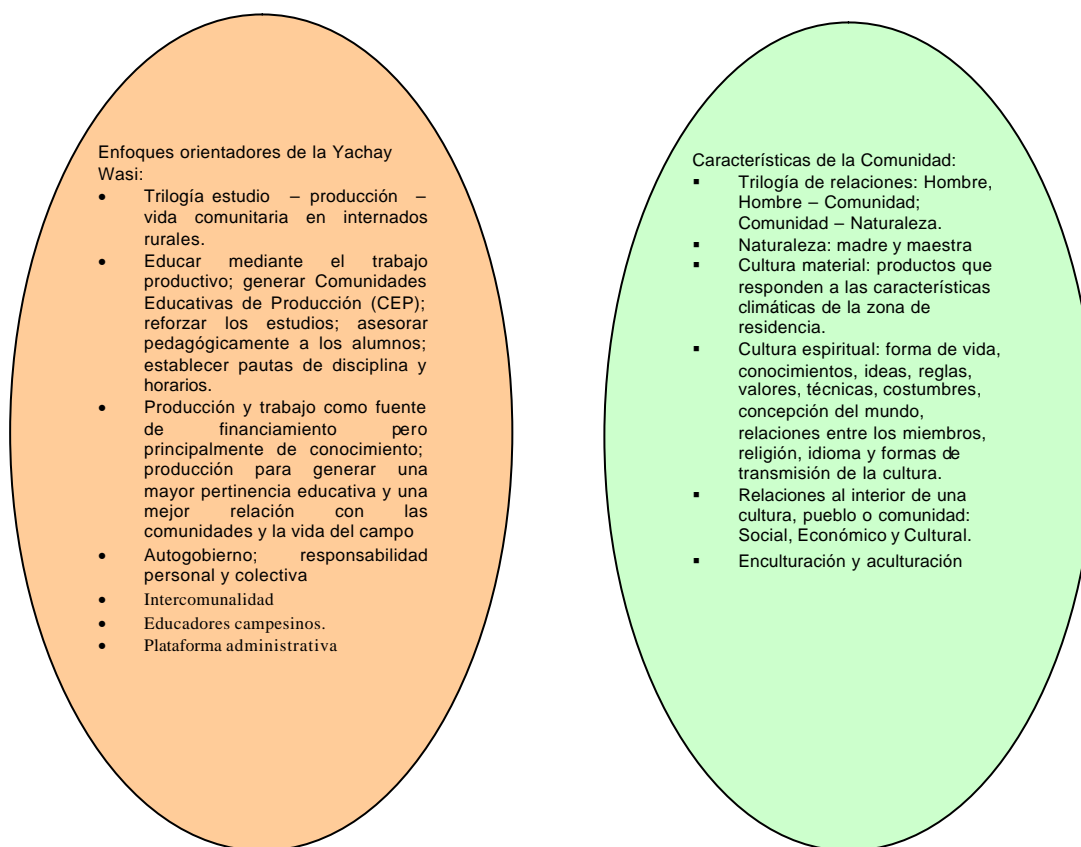 Enfoques orientadores de la Yachay
Wasi:
• Trilogía estudio – producción –
vida comunitaria en internados
rurales.
• Educar mediante el trabajo
productivo; generar Comunidades
Educativas de Producción (CEP);
reforzar los estudios; asesorar
pedagógicamente a los alumnos;
establecer pautas de disciplina y
horarios.
• Producción y trabajo como fuente
de financiamiento pero
principalmente de conocimiento;
producción para generar una
mayor pertinencia educativa y una
mejor relación con las
comunidades y la vida del campo
• Autogobierno; responsabilidad
personal y colectiva
• Intercomunalidad
• Educadores campesinos.
• Plataforma administrativa
Características de la Comunidad:
▪ Trilogía de relaciones: Hombre,
Hombre – Comunidad;
Comunidad – Naturaleza.
▪ Naturaleza: madre y maestra
▪ Cultura material: productos que
responden a las características
climáticas de la zona de
residencia.
▪ Cultura espiritual: forma de vida,
conocimientos, ideas, reglas,
valores, técnicas, costumbres,
concepción del mundo,
relaciones entre los miembros,
religión, idioma y formas de
transmisión de la cultura.
▪ Relaciones al interior de una
cultura, pueblo o comunidad:
Social, Económico y Cultural.
▪ Enculturación y aculturación